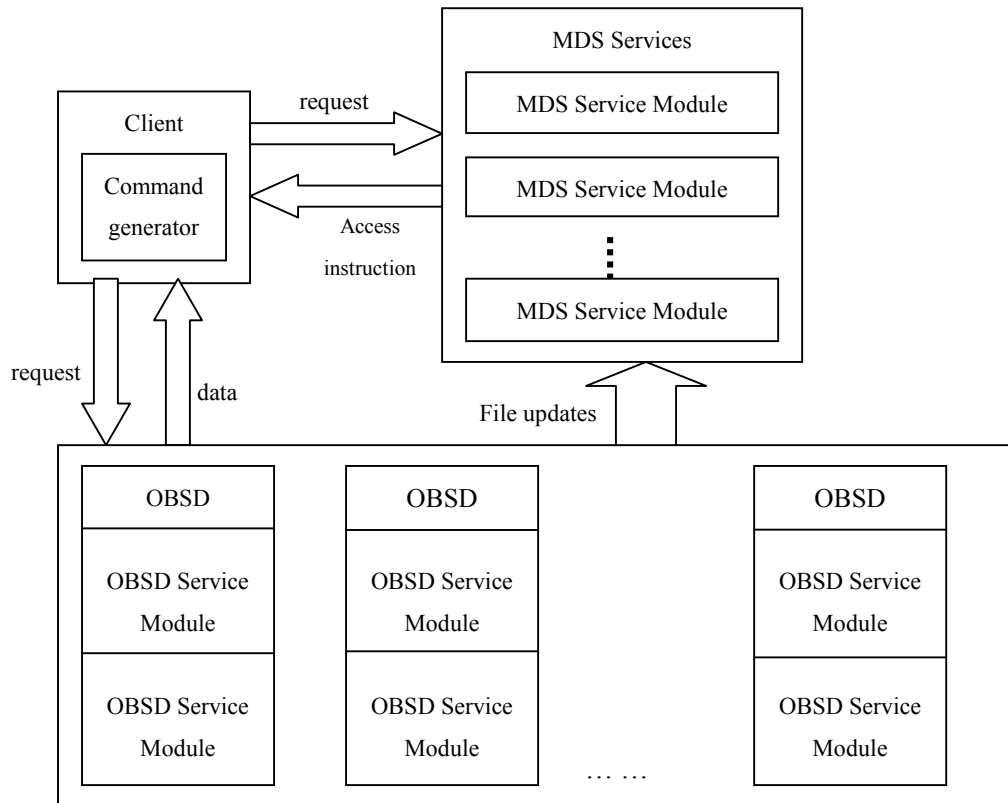 MDS Services
MDS Service Module
MDS Service Module
MDS Service Module
Client
Command
generator
request
Access
instruction
request
data
File updates
OBSD
OBSD Service
Module
OBSD Service
Module
OBSD
OBSD Service
Module
OBSD Service
Module
... ...
OBSD
OBSD Service
Module
OBSD Service
Module